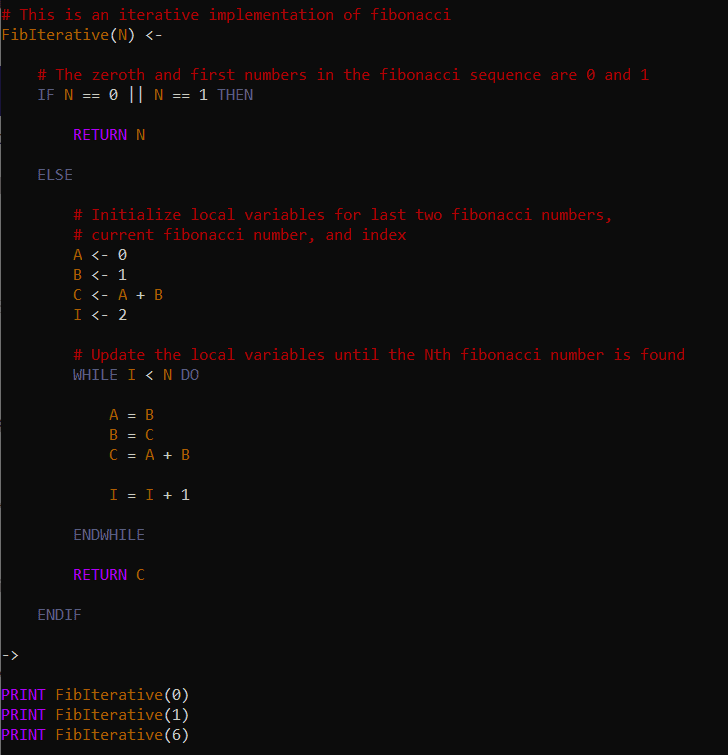 # This is an iterative implementation of fibonacci
FibIterative(N) <-
# The zeroth and first numbers in the fibonacci sequence are 0 and 1
IF N == 0 || N == 1 THEN
RETURN N
ELSE
# Initialize local variables for last two fibonacci numbers,
# current fibonacci number, and index
A <- 0
B <- 1
C <- A + B
I <- 2
# Update the local variables until the Nth fibonacci number is found
WHILE I < N DO
A = B
B = C
C = A + B
I = I + 1
ENDWHILE
RETURN C
ENDIF
->
PRINT FibIterative(0)
PRINT FibIterative(1)
PRINT FibIterative(6)